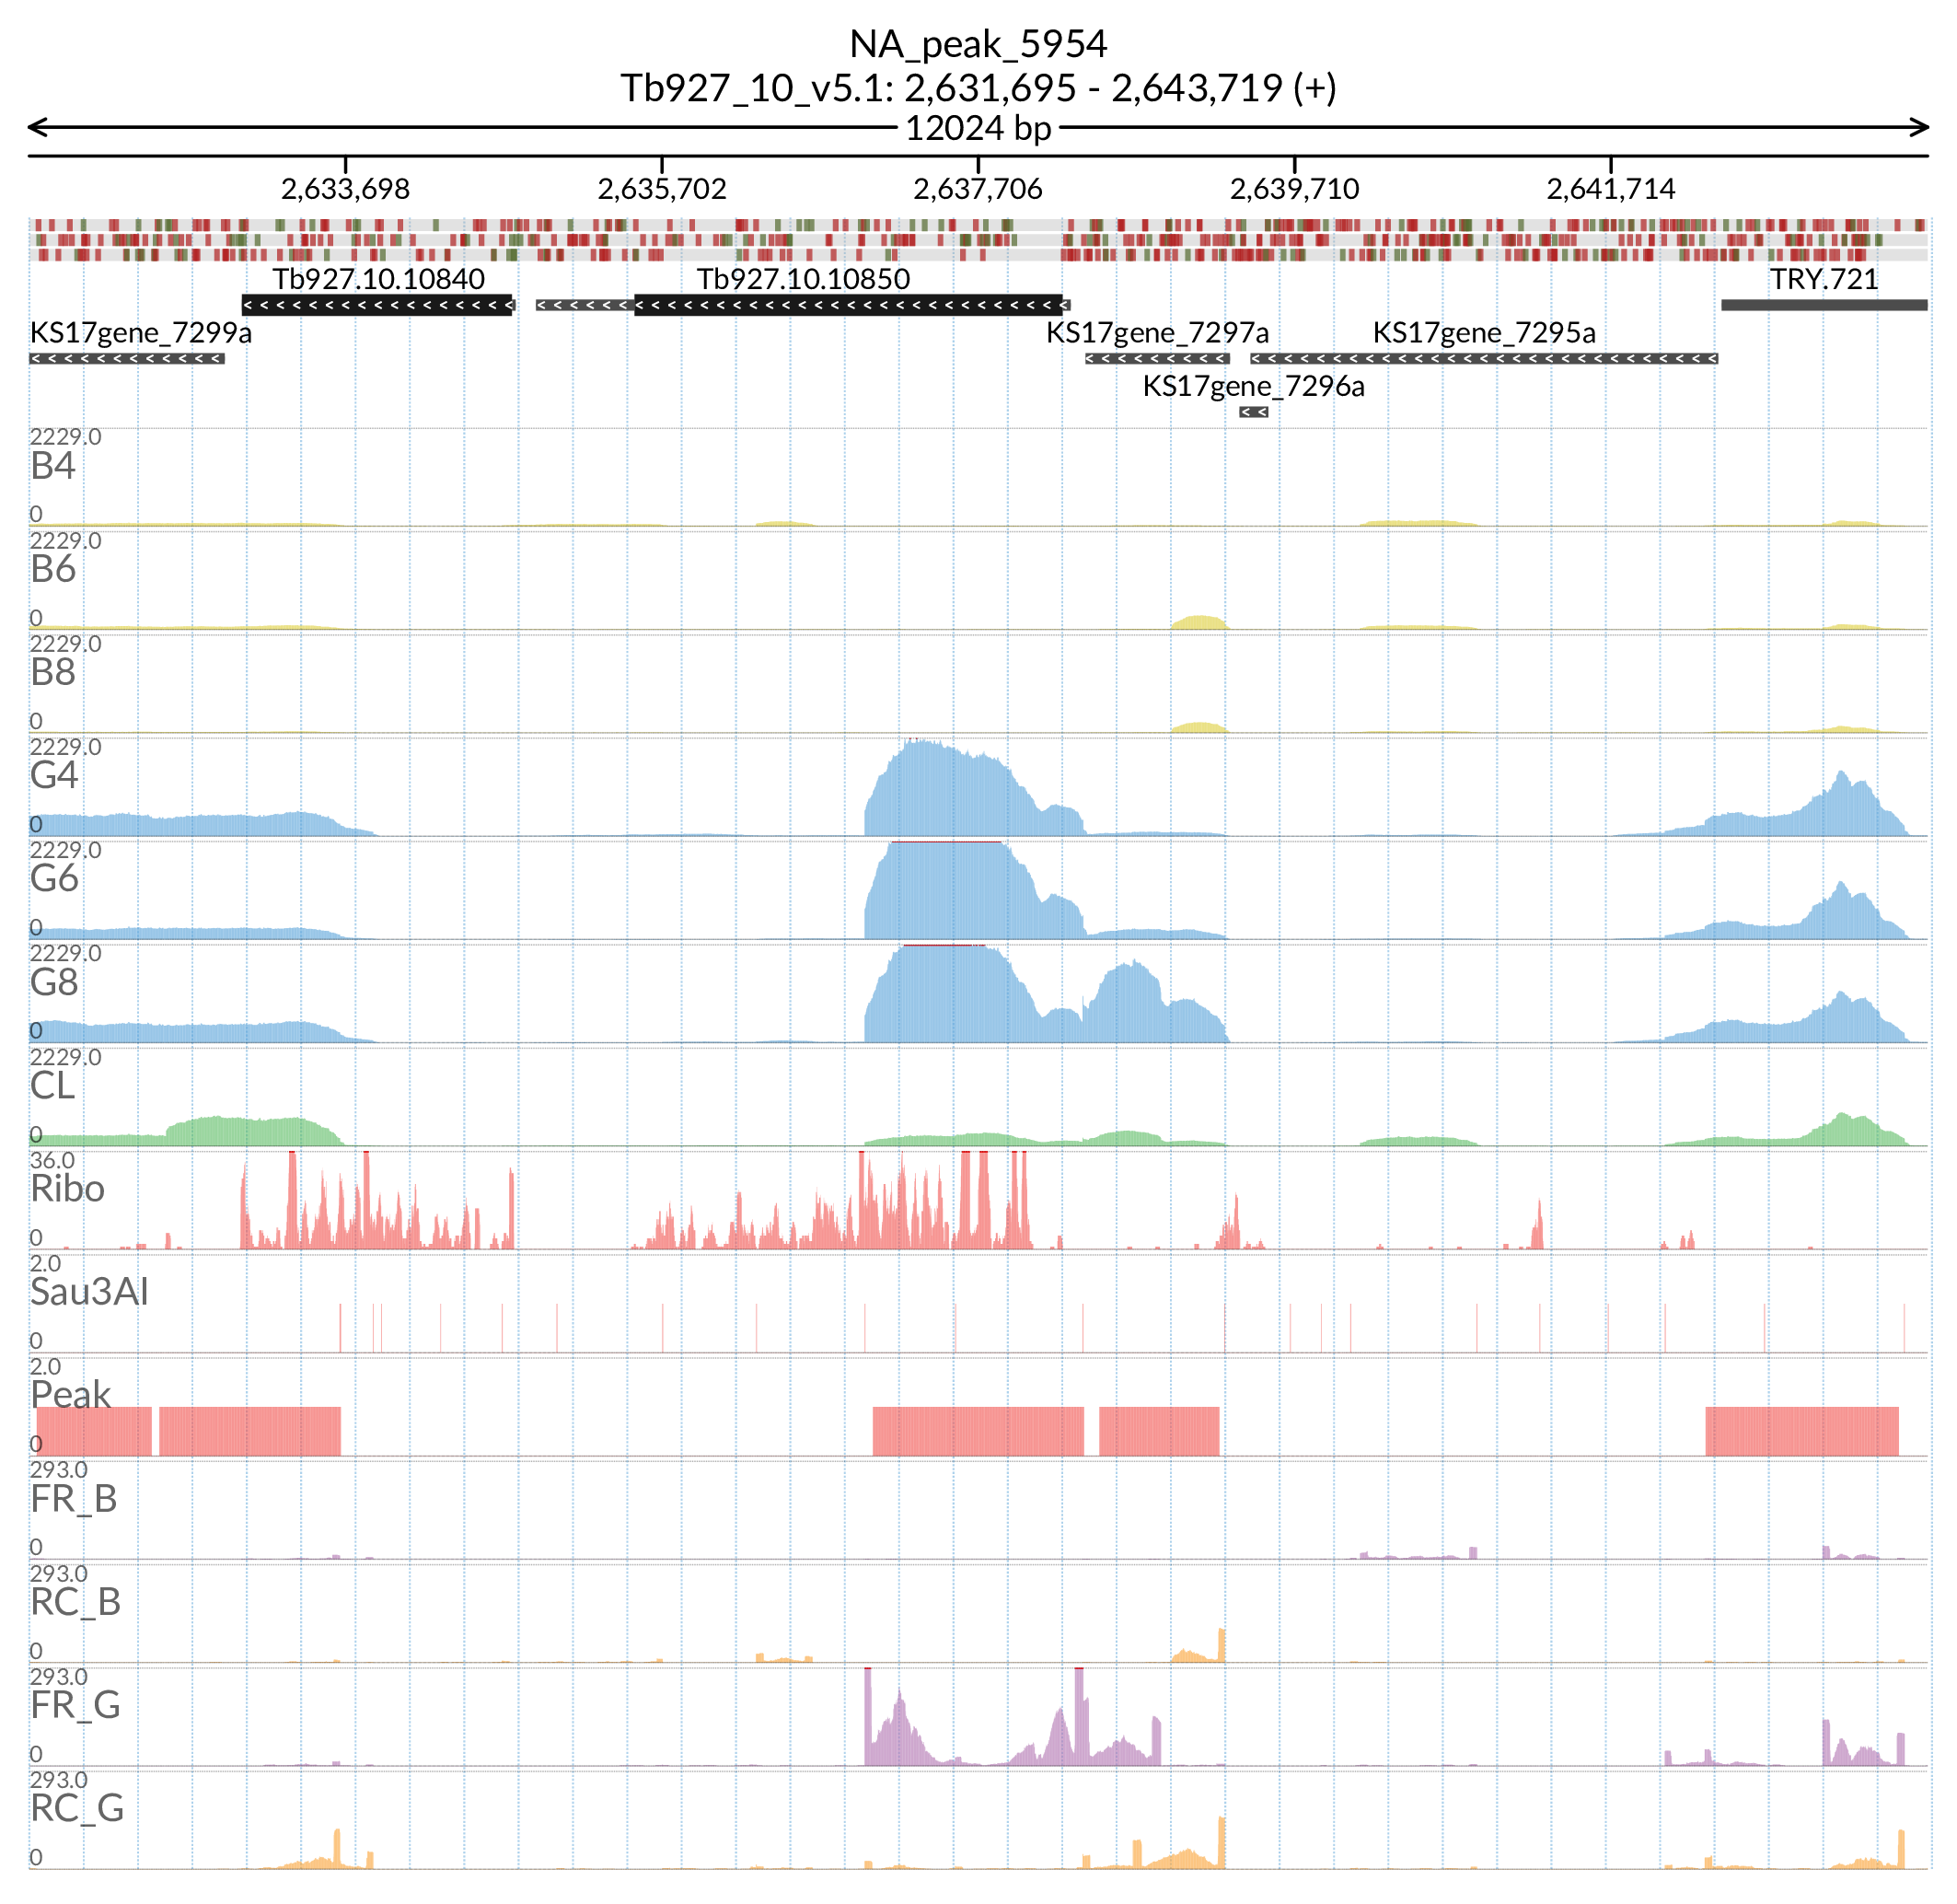 NA_peak_5954
Tb927_10_v5.1: 2,631,695 - 2,643,719 (+)
12024 bp
2,633,698 2,635,702 2,637,706 2,639,710 2,641,714
Tb927.10.10840 Tb927.10.10850 TRY.721
KS17gene_7299a KS17gene_7297a KS17gene_7295a
KS17gene_7296a
2229.0
B4
0
2229.0
B6
0
2229.0
B8
0
2229.0
G4
0
2229.0
G6
0
2229.0
G8
0
2229.0
CL
0
36.0
Ribo
0
2.0
Sau3AI
0
2.0
Peak
0
293.0
FR_B
0
293.0
RC_B
0
293.0
FR_G
0
293.0
RC_G
0